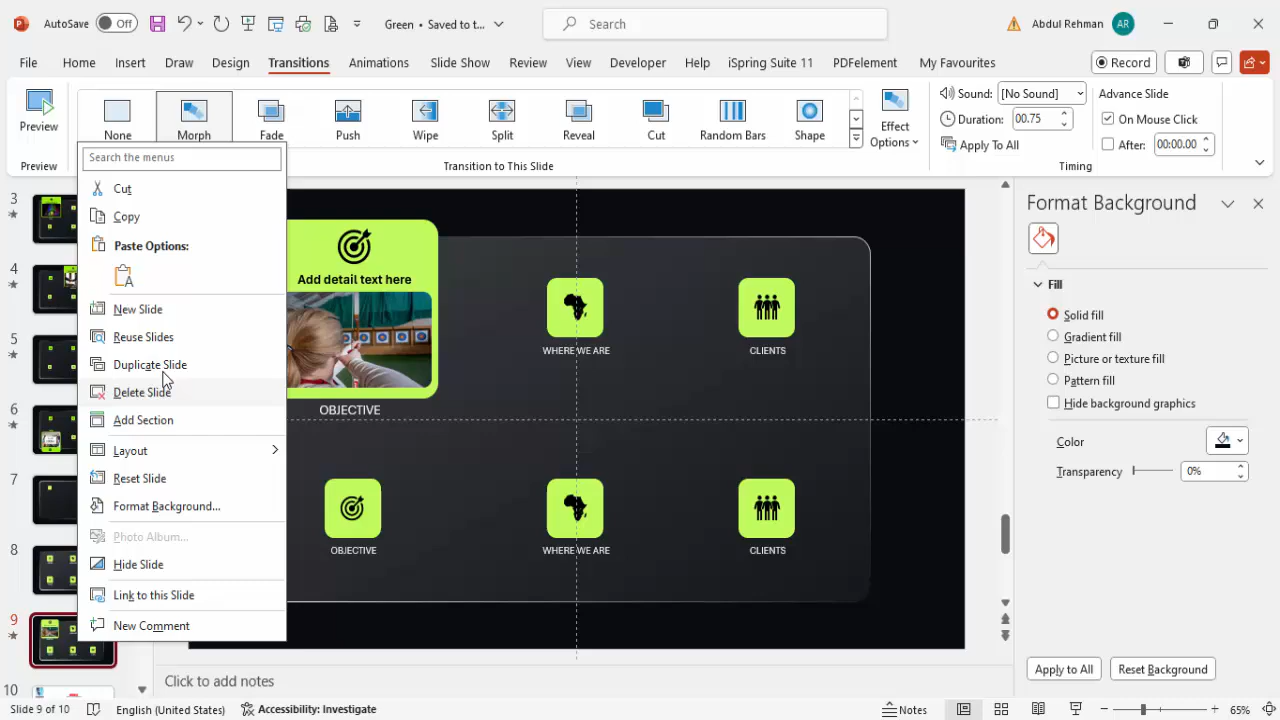 AutoSave Off Green • Saved to t... Search Abdul Rehman AR
File Home Insert Draw Design Transitions Animations Slide Show Review View Developer Help iSpring Suite 11 PDFelement My Favourites Record
Preview None Morph Fade Push Wipe Split Reveal Cut Random Bars Shape Effect Options
Sound: [No Sound] Advance Slide
Duration: 00.75 On Mouse Click
Apply To All After: 00:00.00
Preview Transition to This Slide Timing
Search the menus
Cut
Copy
Paste Options:
A
New Slide
Reuse Slides
Duplicate Slide
Delete Slide
Add Section
Layout
Reset Slide
Format Background...
Photo Album...
Hide Slide
Link to this Slide
New Comment
3
4
5
6
7
8
9
10
Add detail text here
OBJECTIVE
WHERE WE ARE
CLIENTS
OBJECTIVE
WHERE WE ARE
CLIENTS
Click to add notes
Format Background
Fill
Solid fill
Gradient fill
Picture or texture fill
Pattern fill
Hide background graphics
Color
Transparency 0%
Apply to All Reset Background
Slide 9 of 10 English (United States) Accessibility: Investigate Notes 65%